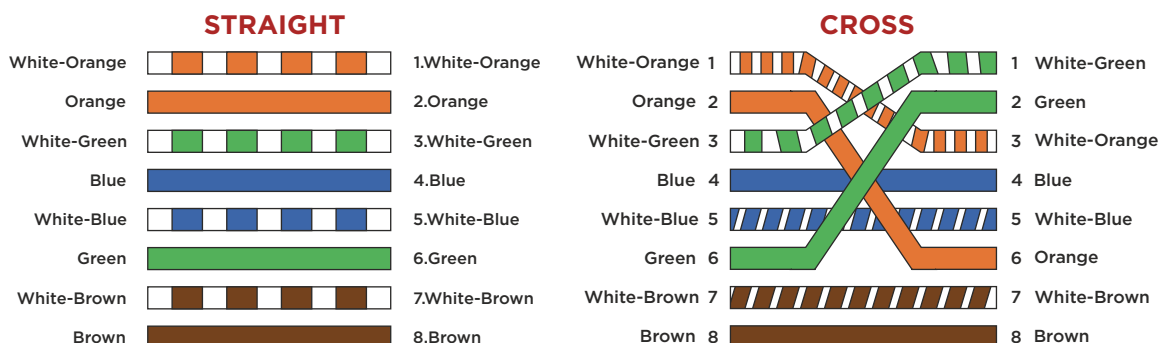 STRAIGHT
White-Orange 1.White-Orange
Orange 2.Orange
White-Green 3.White-Green
Blue 4.Blue
White-Blue 5.White-Blue
Green 6.Green
White-Brown 7.White-Brown
Brown 8.Brown
CROSS
White-Orange 1 1 White-Green
Orange 2 2 Green
White-Green 3 3 White-Orange
Blue 4 4 Blue
White-Blue 5 5 White-Blue
Green 6 6 Orange
White-Brown 7 7 White-Brown
Brown 8 8 Brown